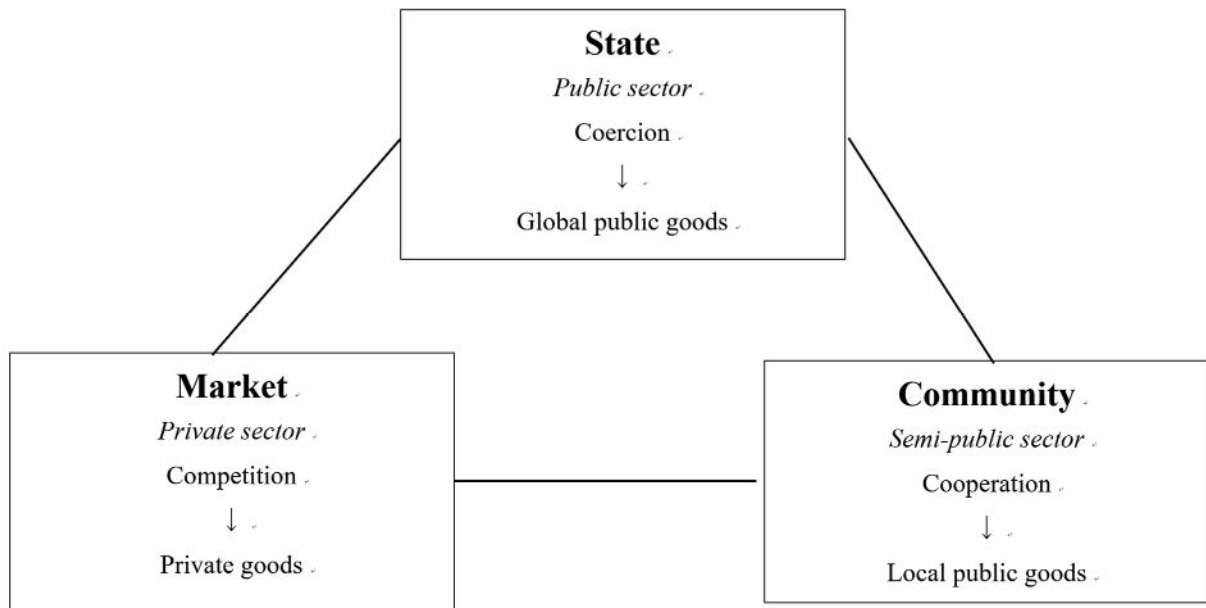 State
Public sector
Coercion
↓
Global public goods
Market
Private sector
Competition
↓
Private goods
Community
Semi-public sector
Cooperation
↓
Local public goods